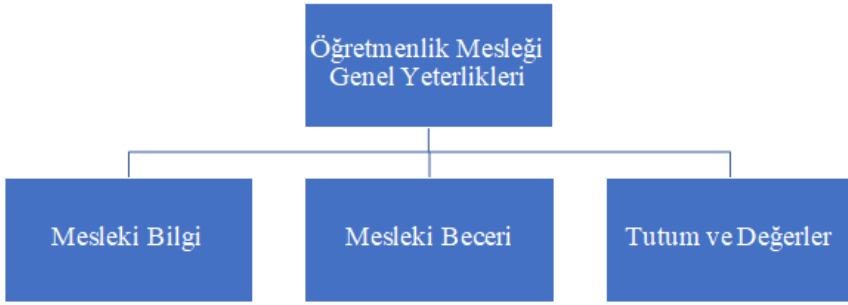 Öğretmenlik Mesleği
Genel Yeterlikleri
Mesleki Bilgi
Mesleki Beceri
Tutum ve Değerler